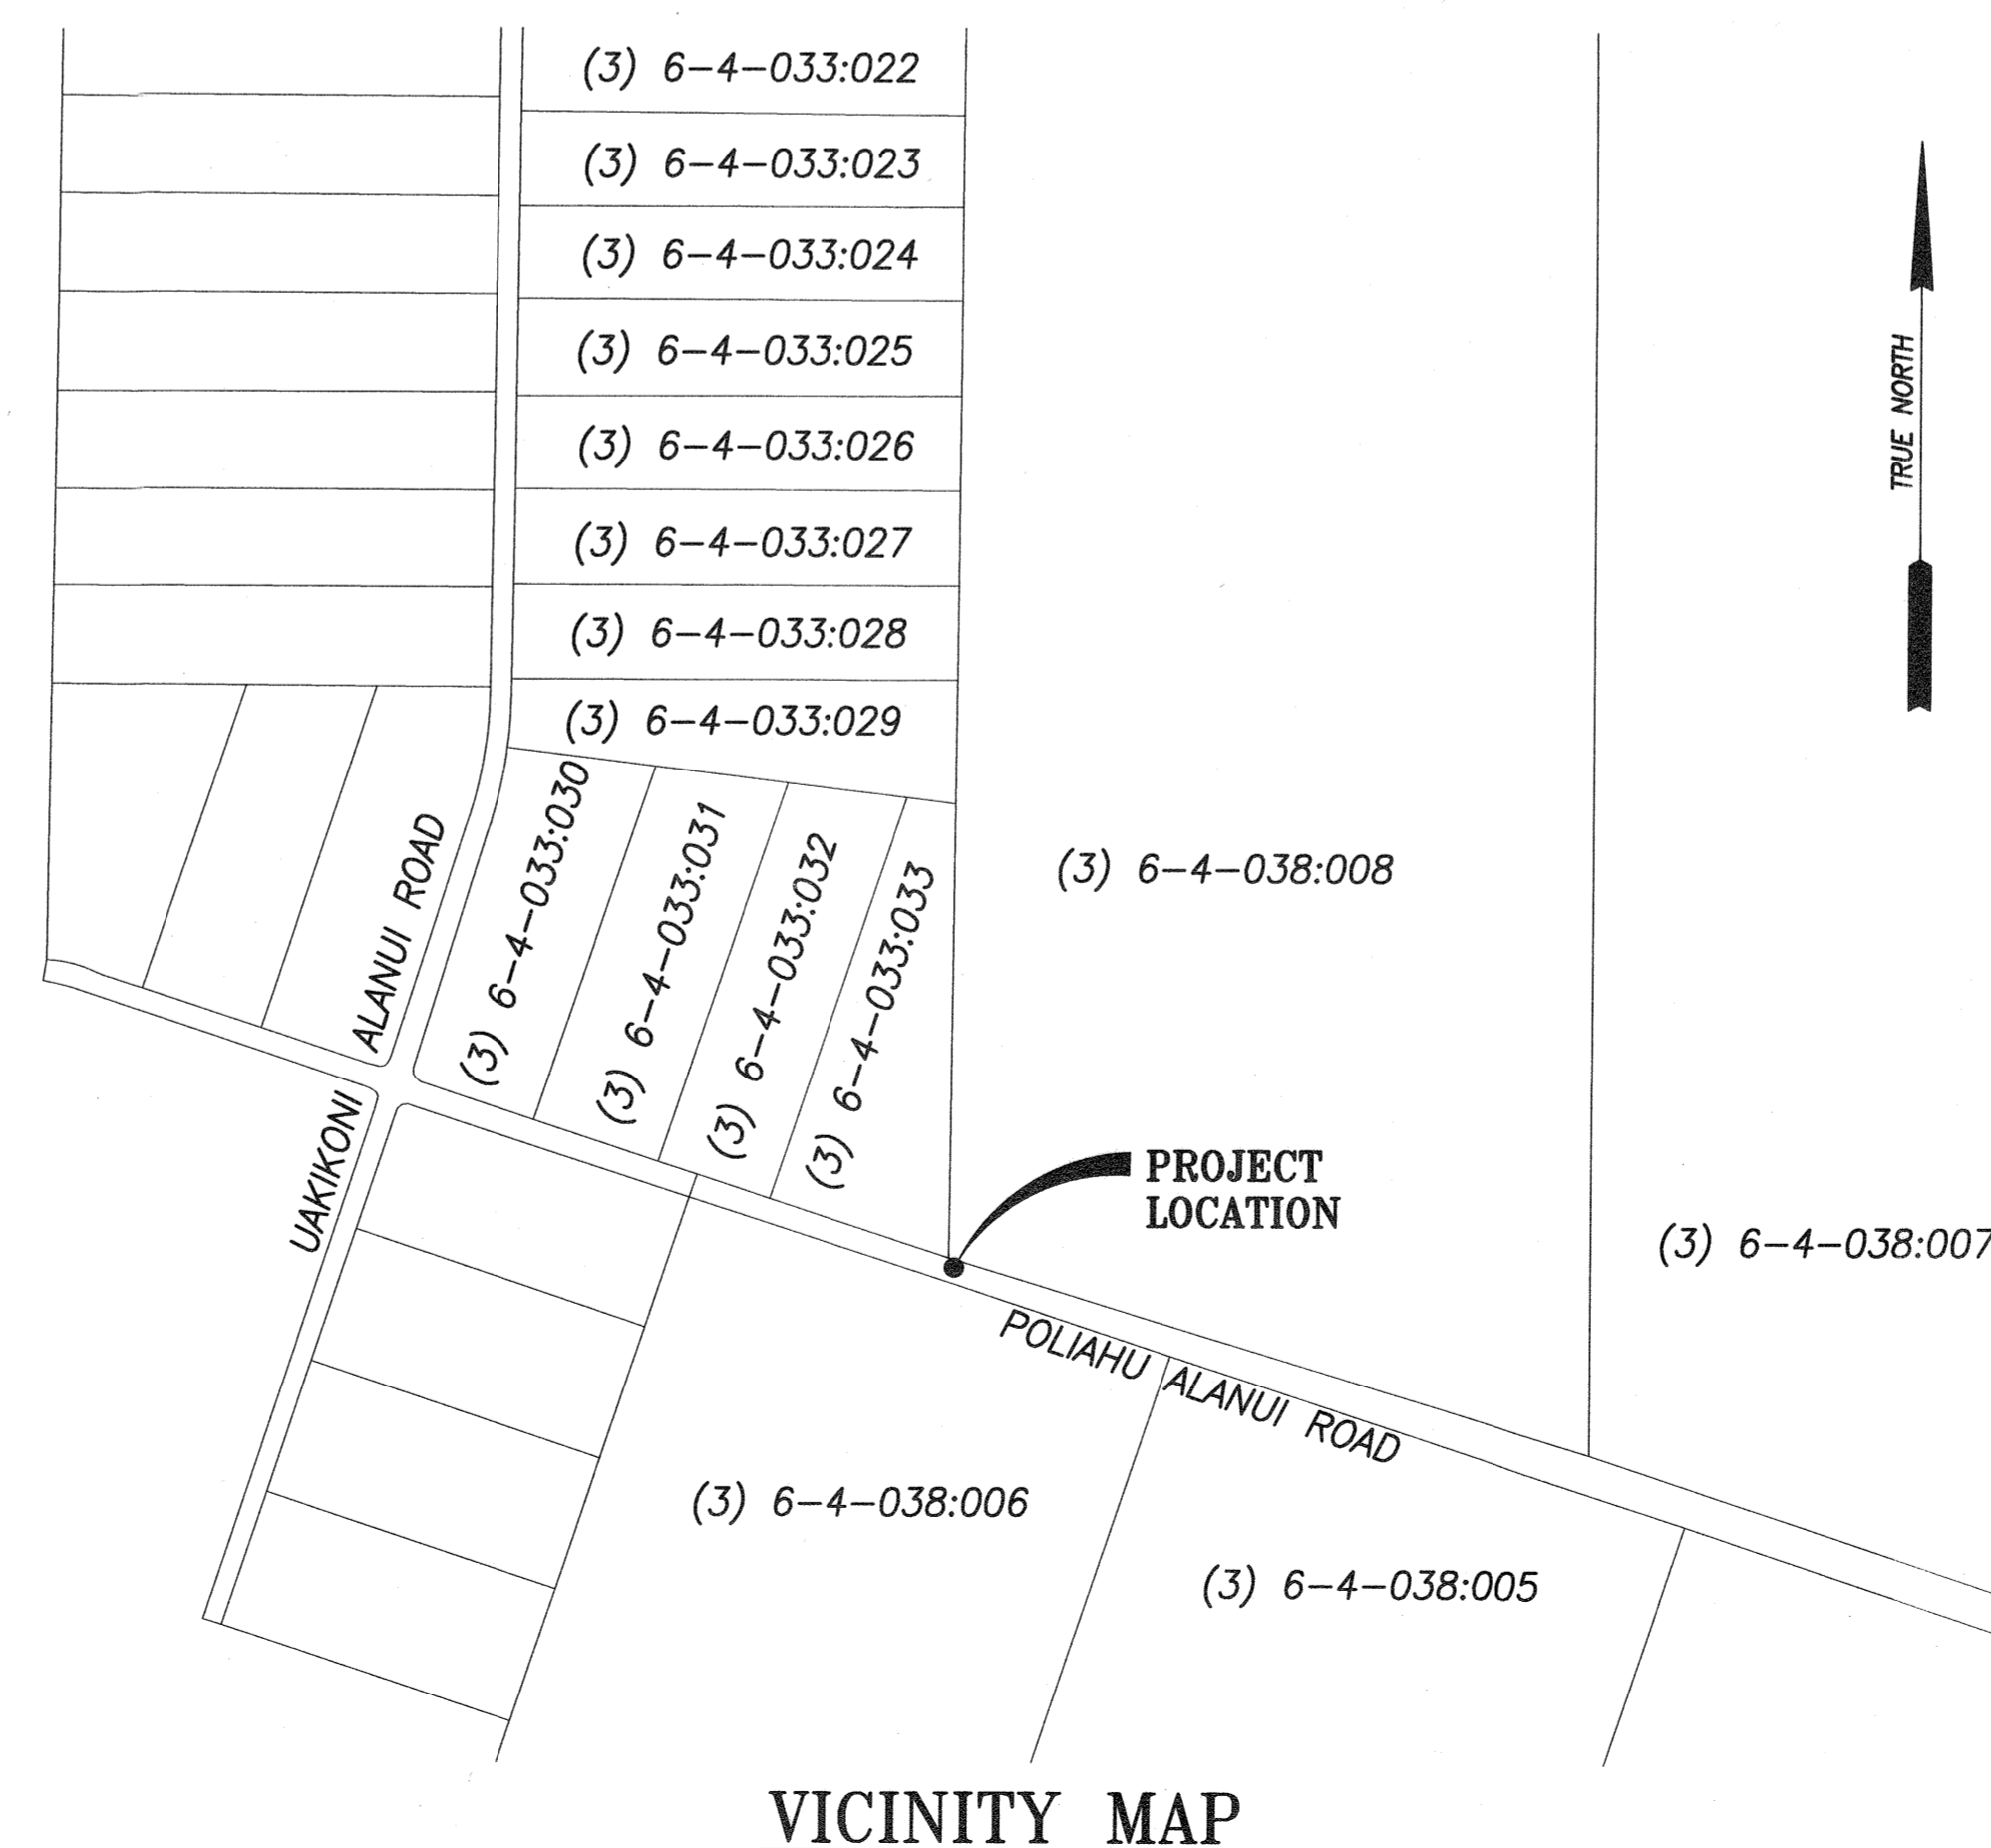 (3) 6-4-033:022
(3) 6-4-033:023
(3) 6-4-033:024
(3) 6-4-033:025
(3) 6-4-033:026
(3) 6-4-033:027
(3) 6-4-033:028
(3) 6-4-033:029
(3) 6-4-033:030
(3) 6-4-033:031
(3) 6-4-033:032
(3) 6-4-033:033
TRUE NORTH
(3) 6-4-038:008
UAKIKONI ALANUI ROAD
PROJECT
LOCATION
(3) 6-4-038:007
POLIAHU ALANUI ROAD
(3) 6-4-038:006
(3) 6-4-038:005
VICINITY MAP